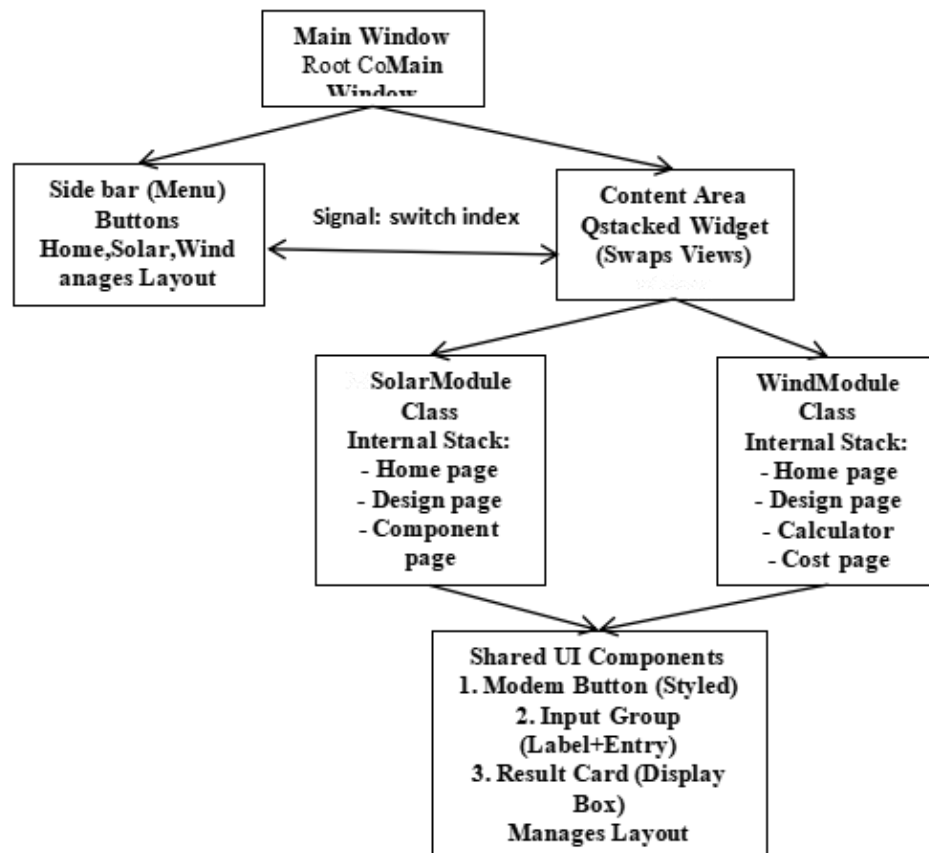 Main Window
Root CoMain
Window
Side bar (Menu)
Buttons
Home,Solar,Wind
anages Layout
Signal: switch index
Content Area
Qstacked Widget
(Swaps Views)
SolarModule
Class
Internal Stack:
- Home page
- Design page
- Component
page
WindModule
Class
Internal Stack:
- Home page
- Design page
- Calculator
- Cost page
Shared UI Components
1. Modem Button (Styled)
2. Input Group
(Label+Entry)
3. Result Card (Display
Box)
Manages Layout